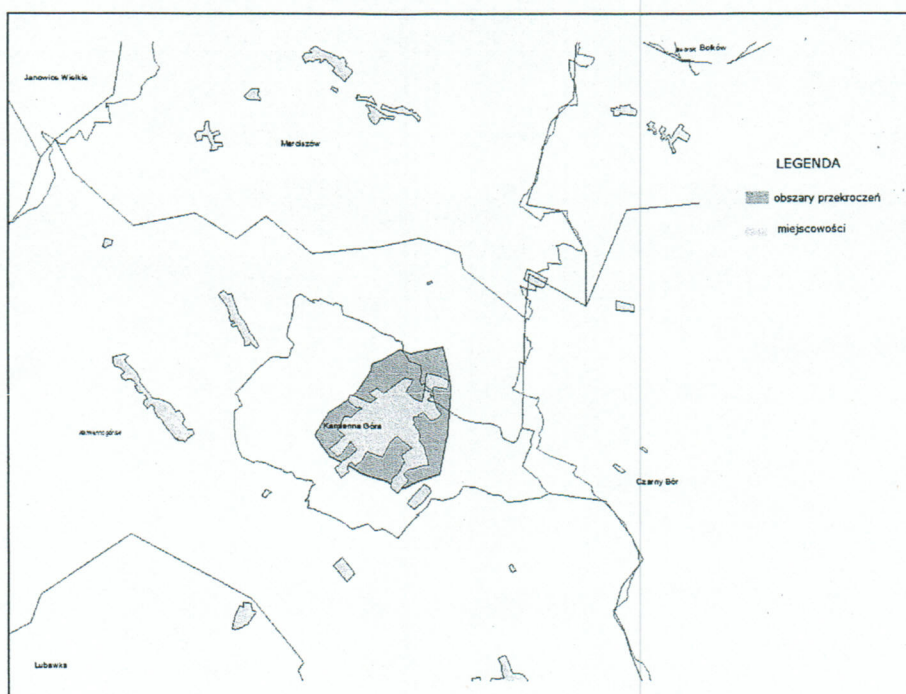 Janowice Wielkie
Bolków
Marciszów
LEGENDA
obszary przekroczeń
miejscowości
Kamienna Góra
Czarny Bór
Lubawka